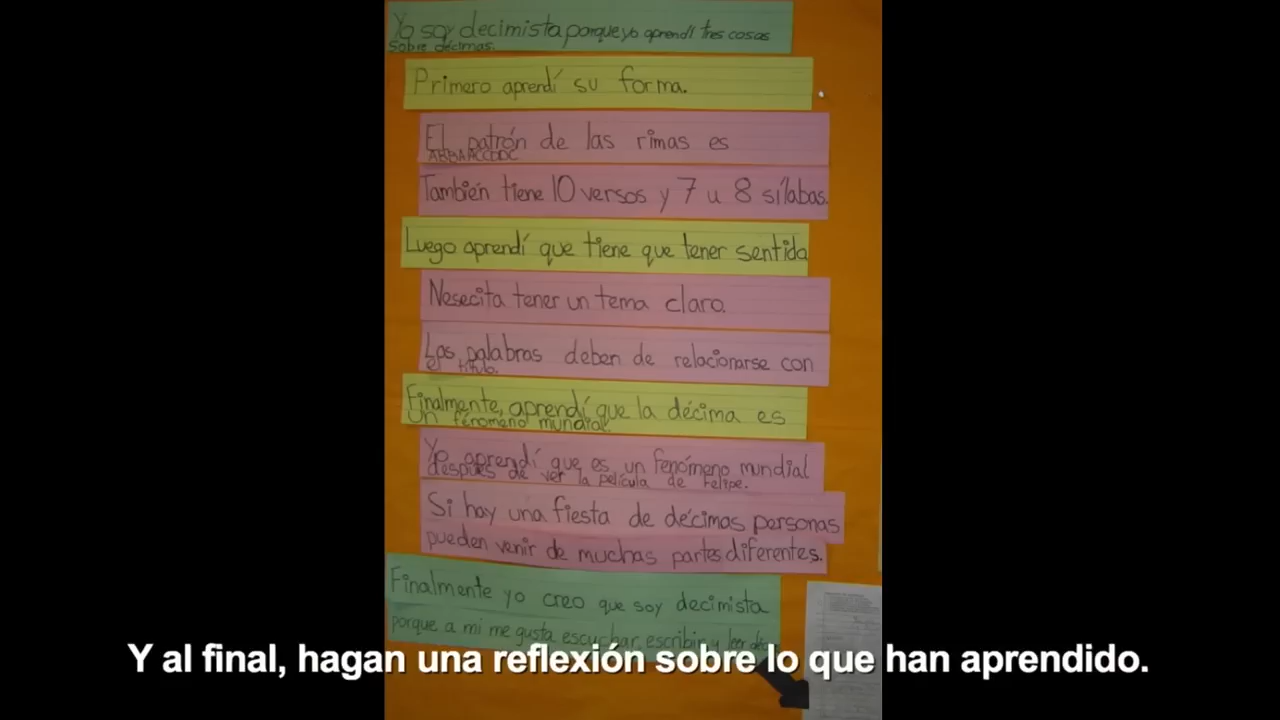 Yo soy decimista porque yo aprendí tres cosas
sobre décimas.
Primero aprendí su forma.
El patrón de las rimas es
ABBAACCDDC
También tiene 10 versos y 7 u 8 sílabas.
Luego aprendí que tiene que tener sentido
Nesecita tener un tema claro.
Las palabras deben de relacionarse con
el título.
Finalmente, aprendí que la décima es
un fenómeno mundial.
Yo aprendí que es un fenómeno mundial
después de ver la película de Felipe.
Si hay una fiesta de décimas personas
pueden venir de muchas partes diferentes.
Finalmente yo creo que soy decimista
porque a mi me gusta escuchar, escribir y leer
Y al final, hagan una reflexión sobre lo que han aprendido.